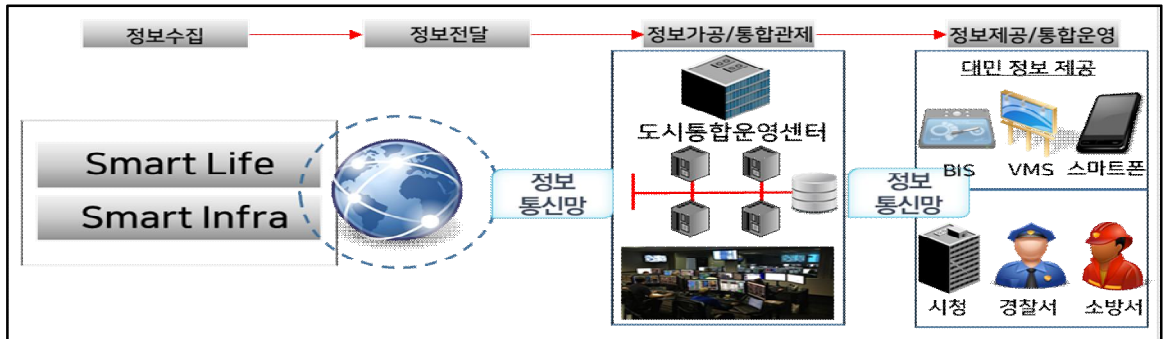 정보수집
정보전달
정보가공/통합관제
정보제공/통합운영
Smart Life
Smart Infra
정보
통신망
도시통합운영센터
정보
통신망
대민 정보 제공
BIS VMS 스마트폰
시청 경찰서 소방서